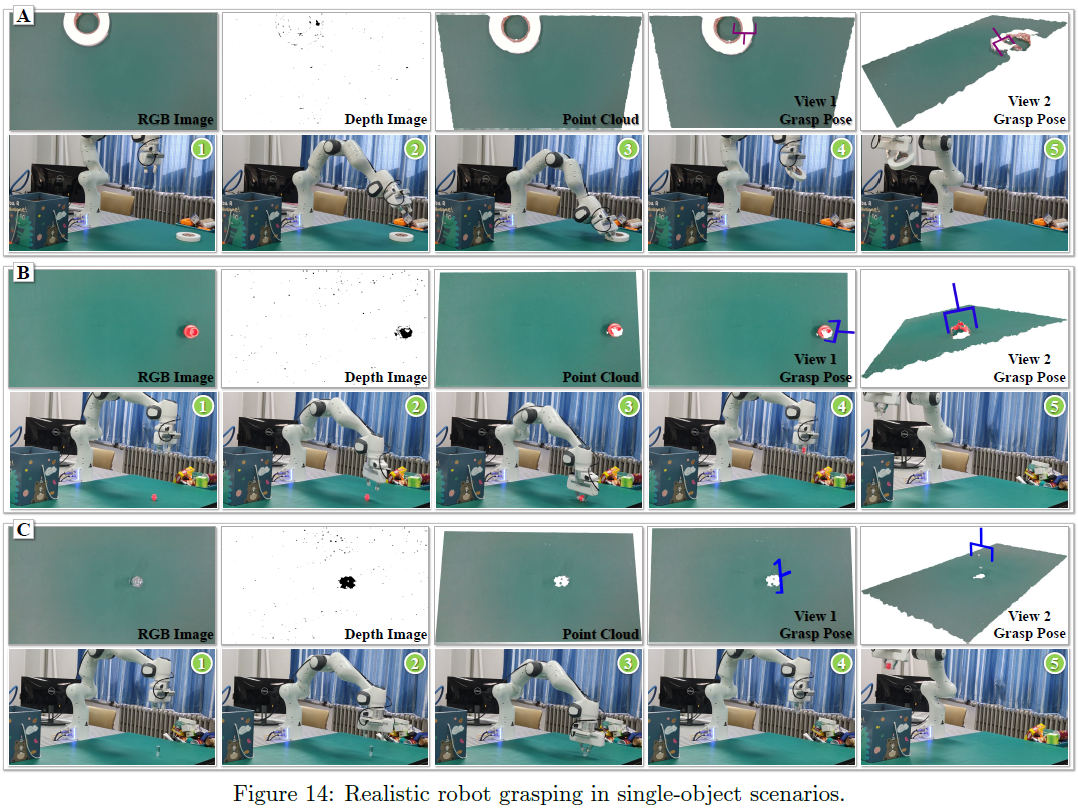 A
RGB Image
Depth Image
Point Cloud
View 1
Grasp Pose
View 2
Grasp Pose
1
2
3
4
5
B
RGB Image
Depth Image
Point Cloud
View 1
Grasp Pose
View 2
Grasp Pose
1
2
3
4
5
C
RGB Image
Depth Image
Point Cloud
View 1
Grasp Pose
View 2
Grasp Pose
1
2
3
4
5
Figure 14: Realistic robot grasping in single-object scenarios.